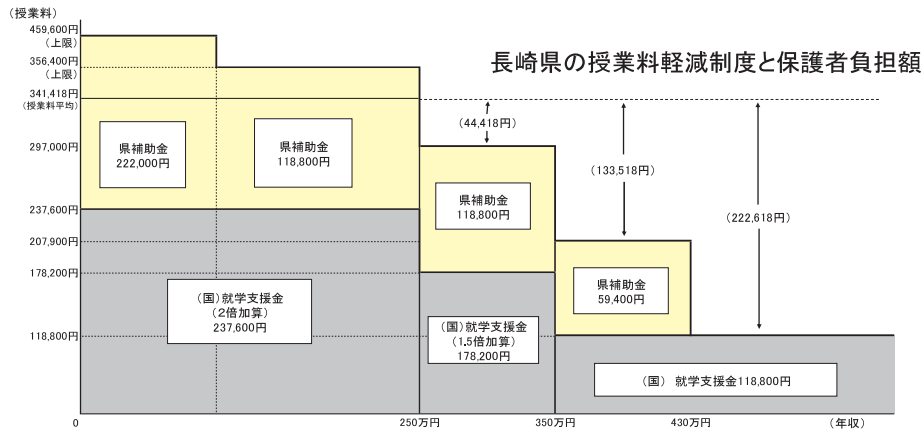 （授業料）
459,600円
（上限）
356,400円
（上限）
341,418円
（授業料平均）
297,000円
237,600円
207,900円
178,200円
118,800円
長崎県の授業料軽減制度と保護者負担額
県補助金
222,000円
県補助金
118,800円
（44,418円）
県補助金
118,800円
（133,518円）
（222,618円）
県補助金
59,400円
（国）就学支援金
（2倍加算）
237,600円
（国）就学支援金
（1.5倍加算）
178,200円
（国） 就学支援金118,800円
0
250万円
350万円
430万円
（年収）